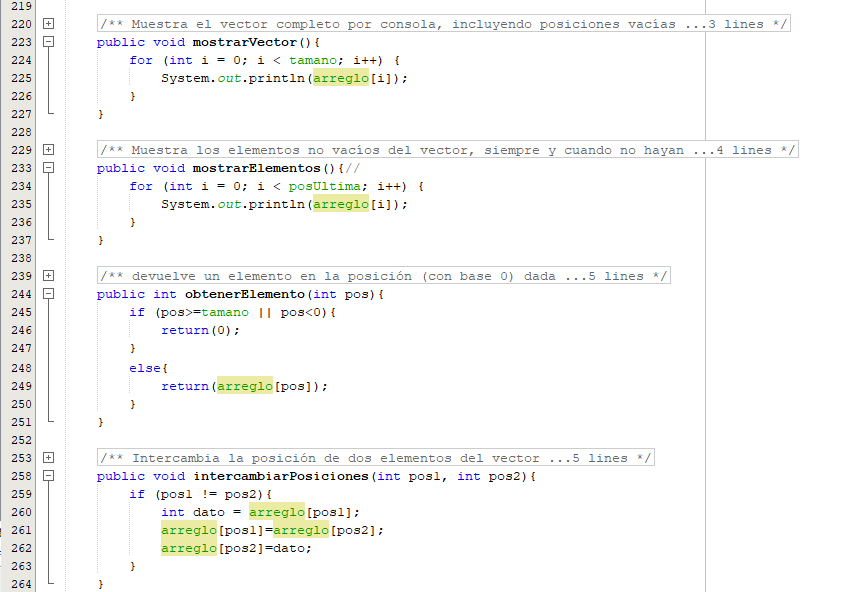 219
220 /** Muestra el vector completo por consola, incluyendo posiciones vacías ...3 lines */
223 public void mostrarVector(){
224 for (int i = 0; i < tamano; i++) {
225 System.out.println(arreglo[i]);
226 }
227 }
228
229 /** Muestra los elementos no vacíos del vector, siempre y cuando no hayan ...4 lines */
233 public void mostrarElementos(){//
234 for (int i = 0; i < posUltima; i++) {
235 System.out.println(arreglo[i]);
236 }
237 }
238
239 /** devuelve un elemento en la posición (con base 0) dada ...5 lines */
244 public int obtenerElemento(int pos){
245 if (pos>=tamano || pos<0){
246 return(0);
247 }
248 else{
249 return(arreglo[pos]);
250 }
251 }
252
253 /** Intercambia la posición de dos elementos del vector ...5 lines */
258 public void intercambiarPosiciones(int pos1, int pos2){
259 if (pos1 != pos2){
260 int dato = arreglo[pos1];
261 arreglo[pos1]=arreglo[pos2];
262 arreglo[pos2]=dato;
263 }
264 }